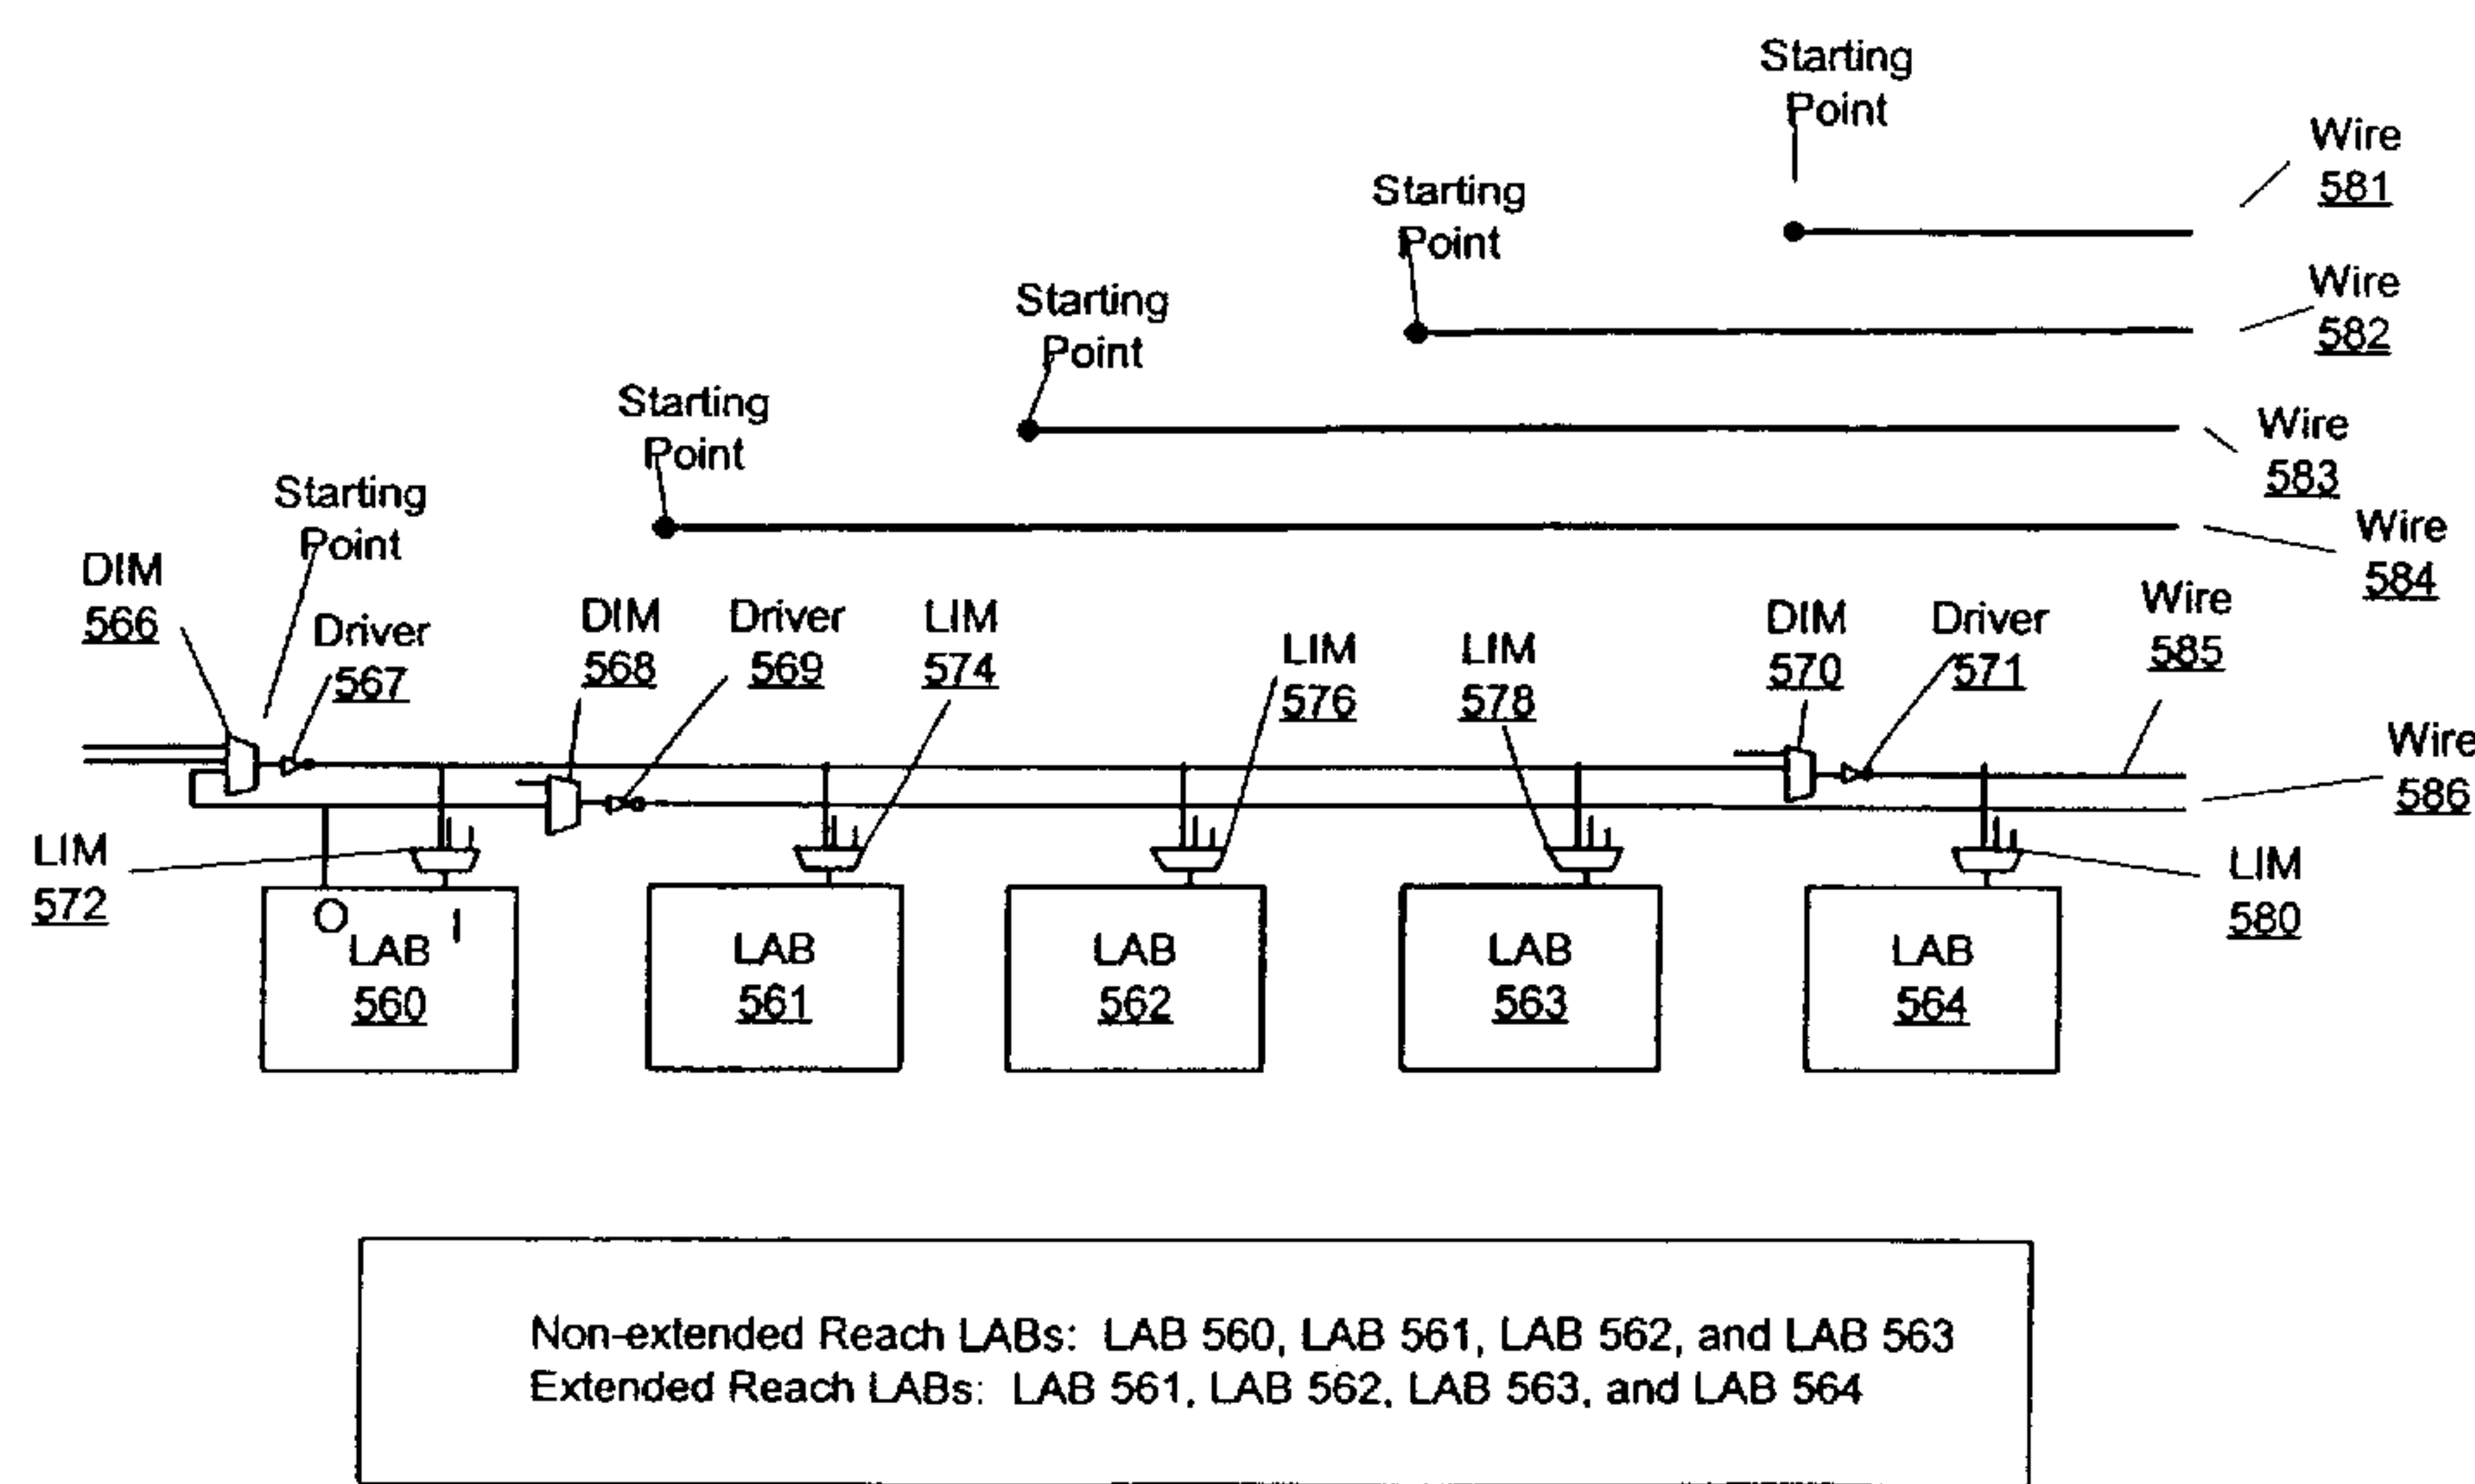 Starting
Point
Wire
581
Starting
Point
Wire
582
Starting
Point
Wire
583
Starting
Point
Wire
584
Starting
Point
DIM
566
Driver
567
DIM
568
Driver
569
LIM
574
LIM
576
LIM
578
DIM
570
Driver
571
Wire
585
Wire
586
LIM
572
LIM
580
O
I
LAB
560
LAB
561
LAB
562
LAB
563
LAB
564
Non-extended Reach LABs: LAB 560, LAB 561, LAB 562, and LAB 563
Extended Reach LABs: LAB 561, LAB 562, LAB 563, and LAB 564